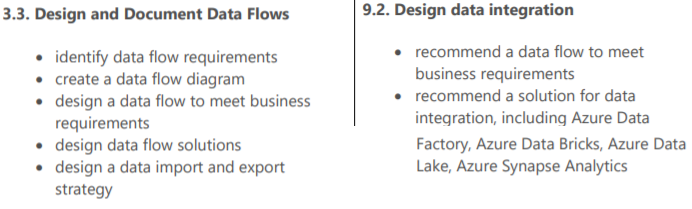 3.3. Design and Document Data Flows
• identify data flow requirements
• create a data flow diagram
• design a data flow to meet business
requirements
• design data flow solutions
• design a data import and export
strategy
9.2. Design data integration
• recommend a data flow to meet
business requirements
• recommend a solution for data
integration, including Azure Data
Factory, Azure Data Bricks, Azure Data
Lake, Azure Synapse Analytics